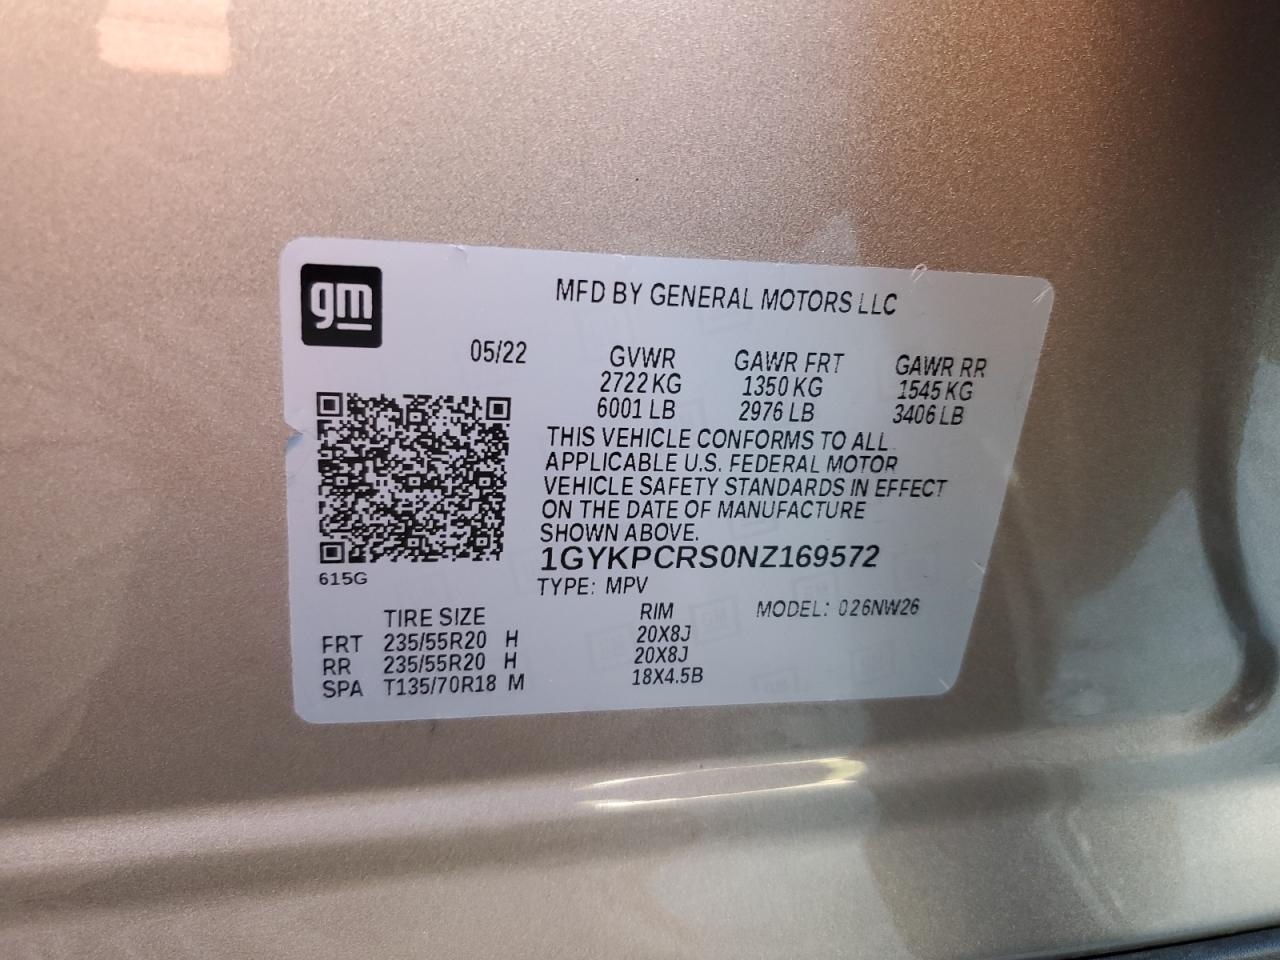 gm
MFD BY GENERAL MOTORS LLC
05/22 GVWR GAWR FRT GAWR RR
2722 KG 1350 KG 1545 KG
6001 LB 2976 LB 3406 LB
THIS VEHICLE CONFORMS TO ALL
APPLICABLE U.S. FEDERAL MOTOR
VEHICLE SAFETY STANDARDS IN EFFECT
ON THE DATE OF MANUFACTURE
SHOWN ABOVE.
1GYKPCRS0NZ169572
615G
TYPE: MPV
TIRE SIZE RIM MODEL: 026NW26
FRT 235/55R20 H 20X8J
RR 235/55R20 H 20X8J
SPA T135/70R18 M 18X4.5B